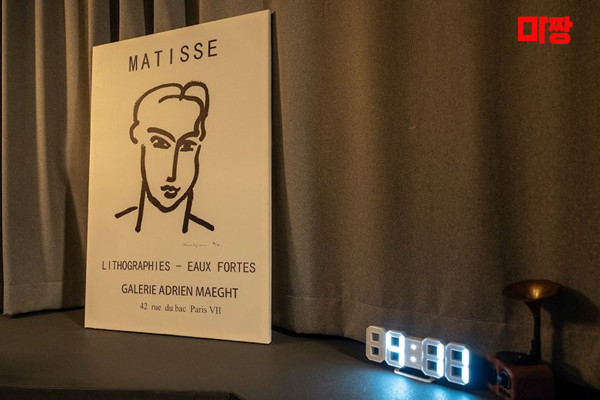 마짱
MATISSE
LITHOGRAPHIES - EAUX FORTES
GALERIE ADRIEN MAEGHT
42 rue du bac Paris VII